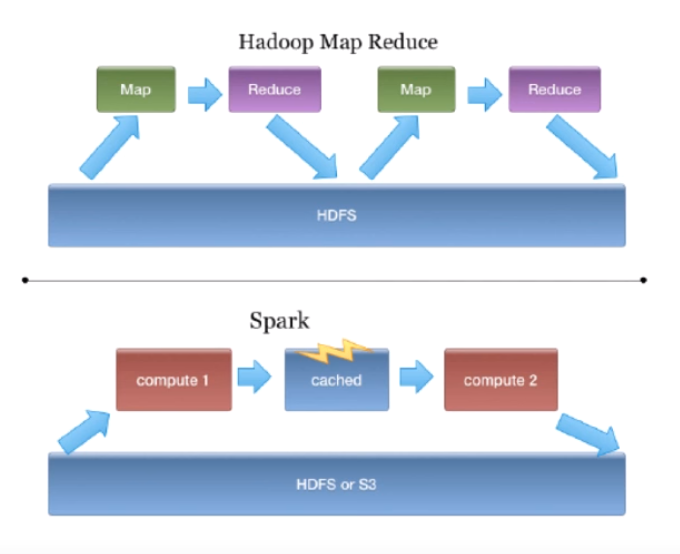 Hadoop Map Reduce
Map
Reduce
Map
Reduce
HDFS
Spark
compute 1
cached
compute 2
HDFS or S3